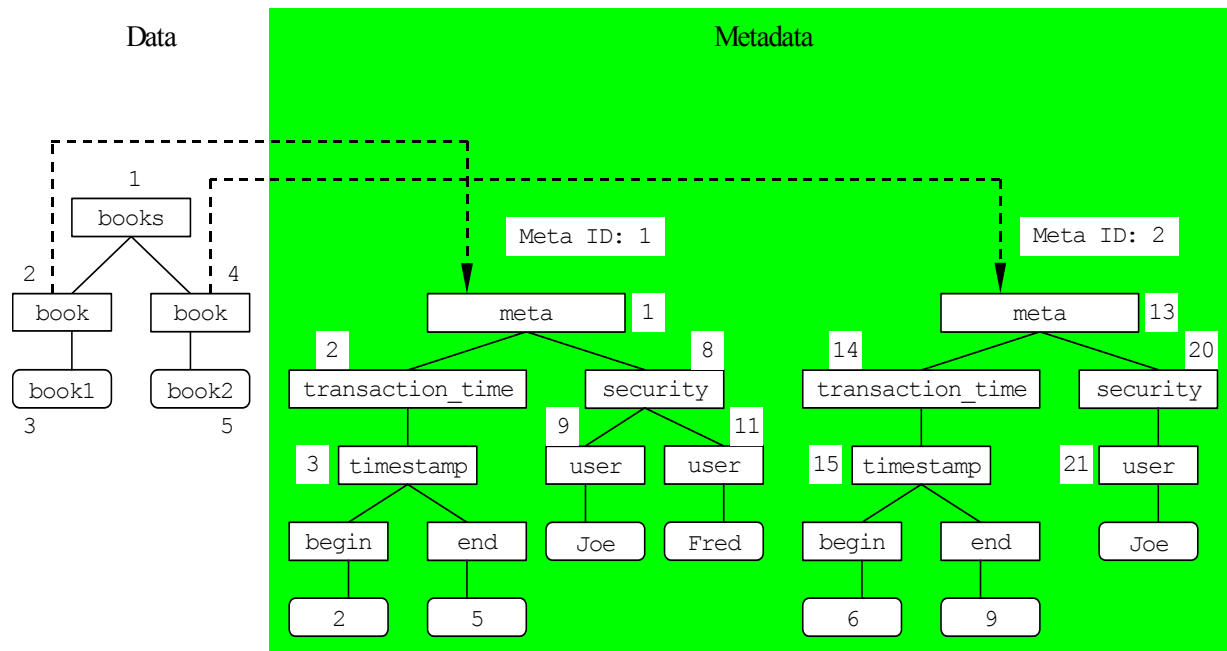 Data Metadata
1
books
Meta ID: 1 Meta ID: 2
2 4
book book meta 1 meta 13
2 8 14 20
book1 book2 transaction_time security transaction_time security
3 5 9 11
3 timestamp user user 15 timestamp 21 user
begin end Joe Fred begin end Joe
2 5 6 9